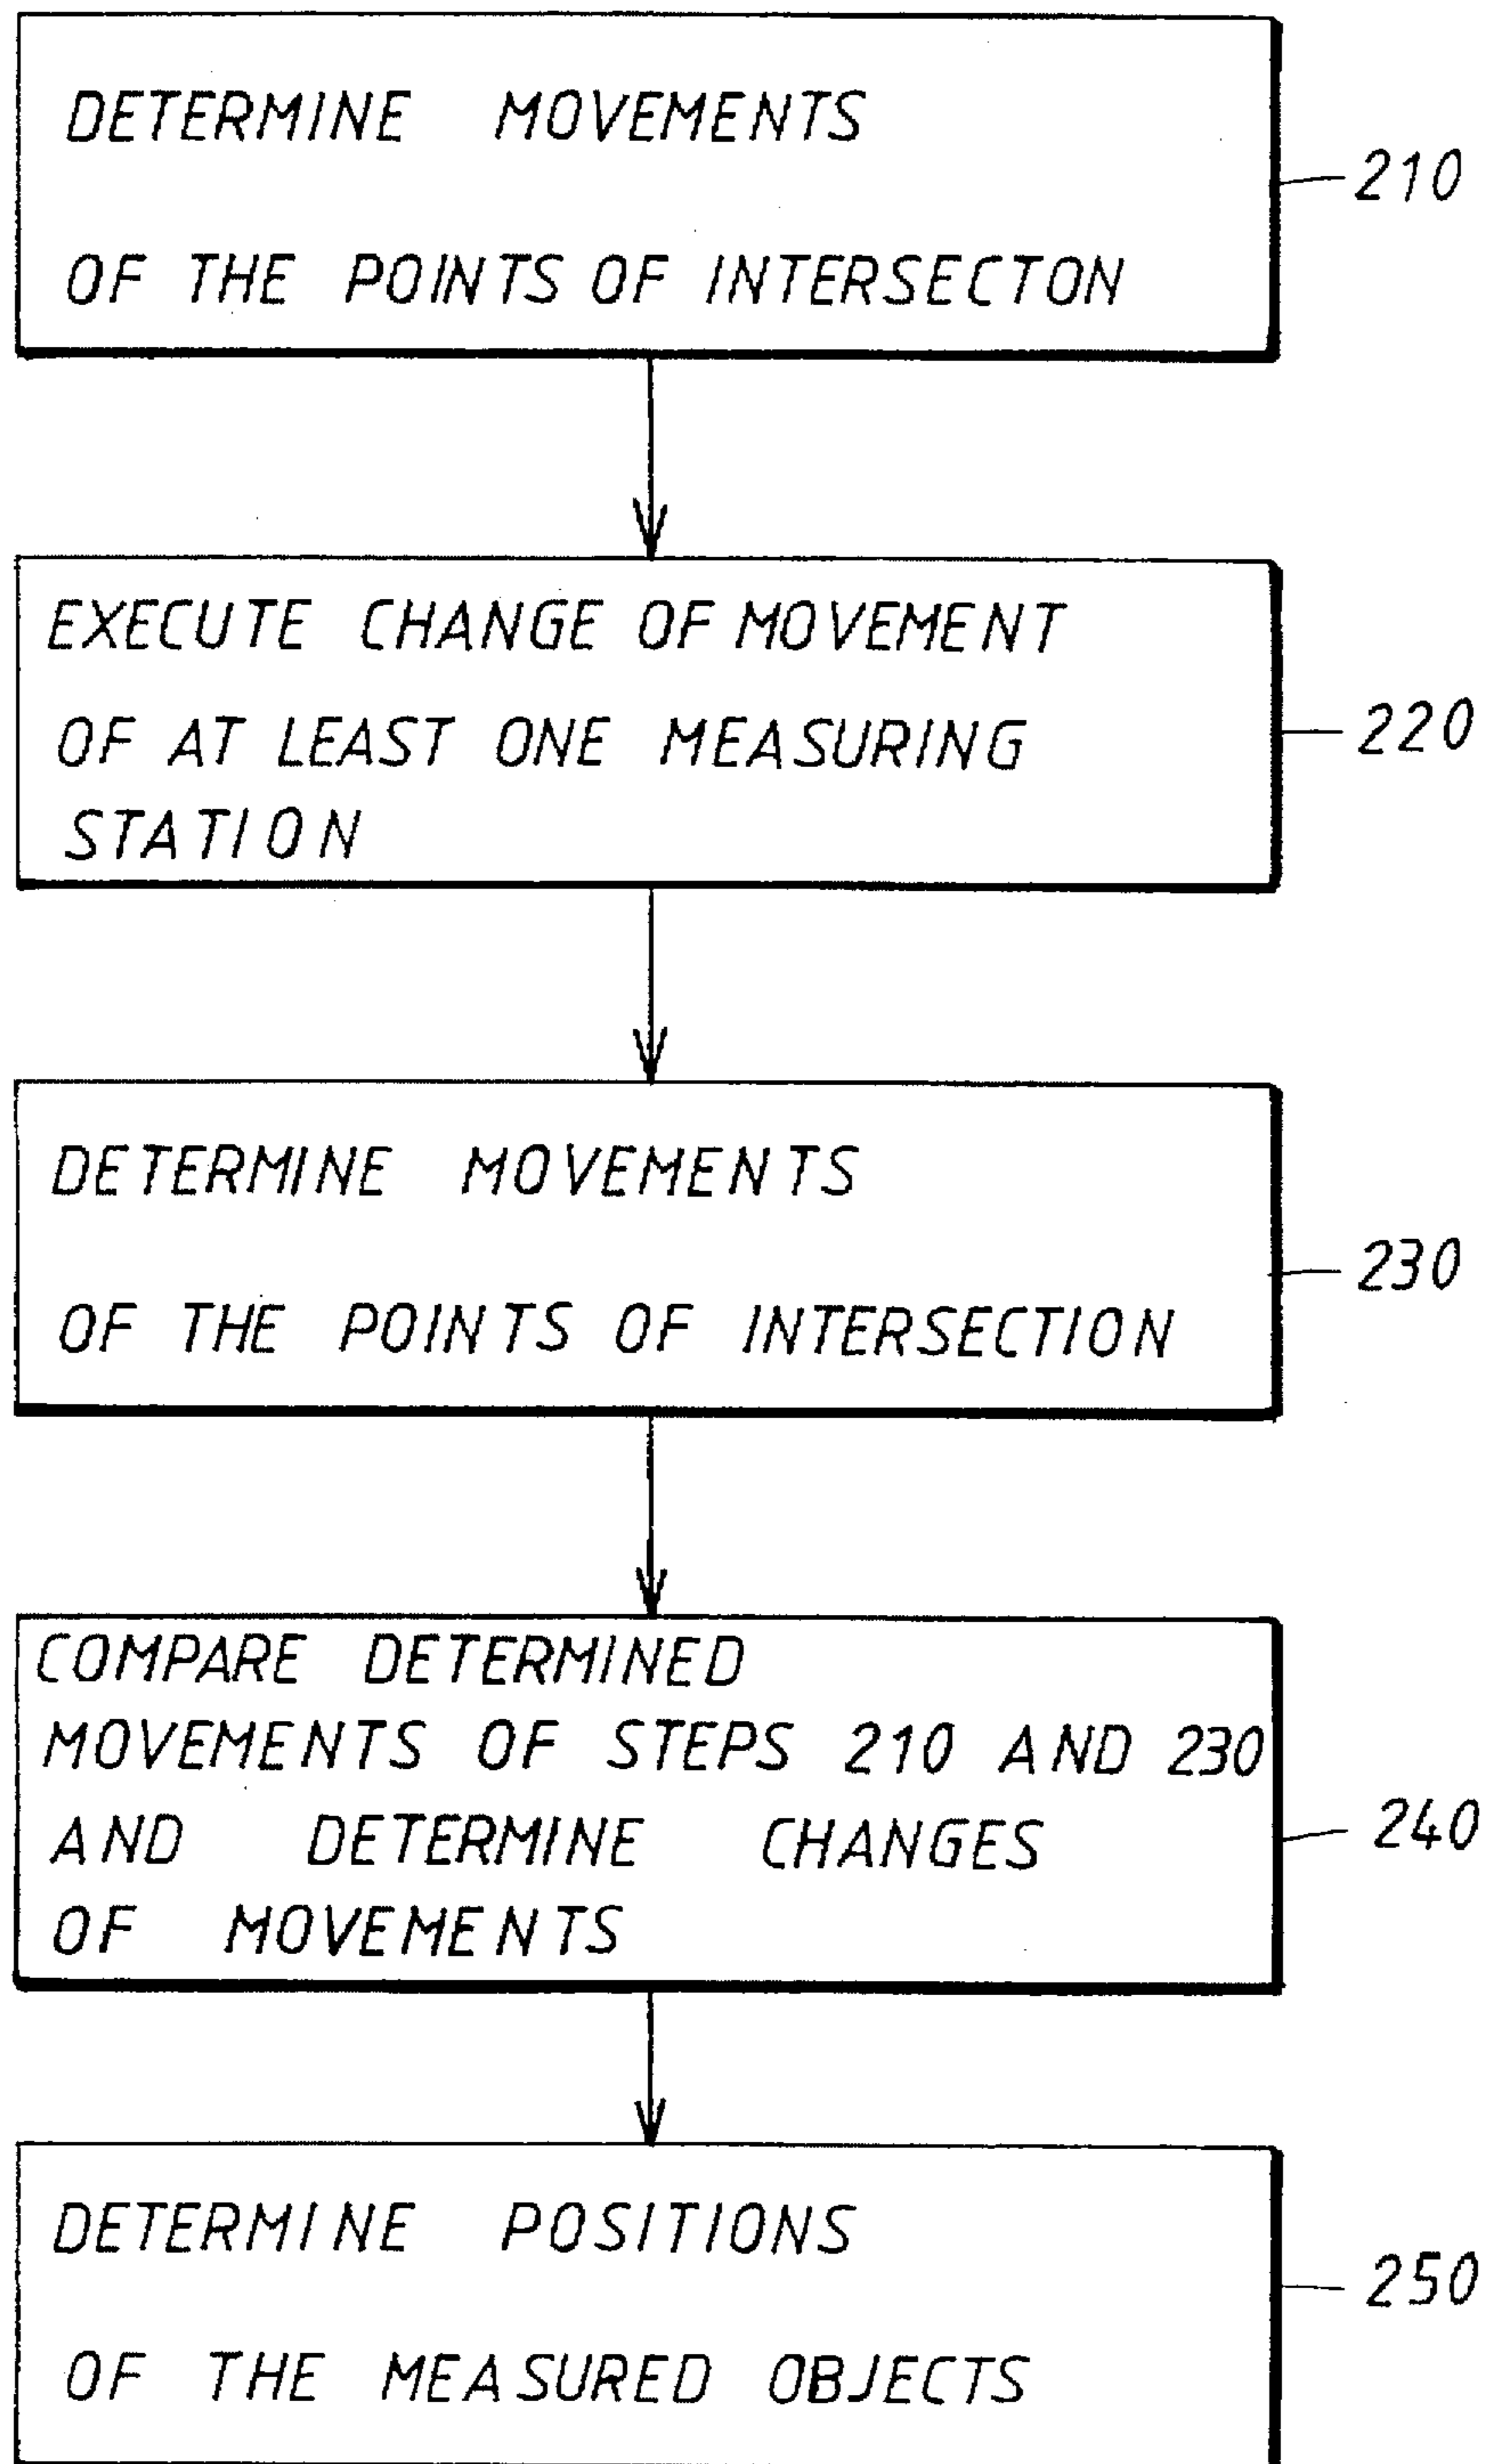 DETERMINE MOVEMENTS
OF THE POINTS OF INTERSECTON
210
EXECUTE CHANGE OF MOVEMENT
OF AT LEAST ONE MEASURING
STATION
220
DETERMINE MOVEMENTS
OF THE POINTS OF INTERSECTION
230
COMPARE DETERMINED
MOVEMENTS OF STEPS 210 AND 230
AND DETERMINE CHANGES
OF MOVEMENTS
240
DETERMINE POSITIONS
OF THE MEASURED OBJECTS
250